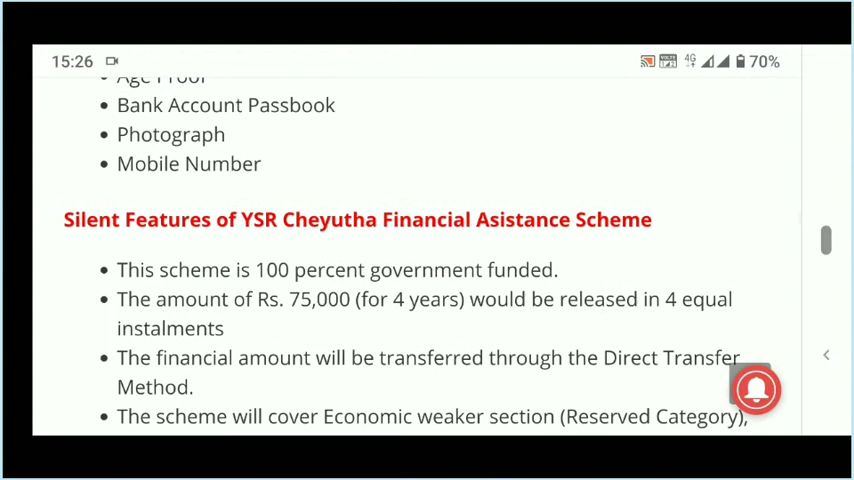 15:26
4G
70%
Age Proof
Bank Account Passbook
Photograph
Mobile Number
Silent Features of YSR Cheyutha Financial Asistance Scheme
This scheme is 100 percent government funded.
The amount of Rs. 75,000 (for 4 years) would be released in 4 equal
instalments
The financial amount will be transferred through the Direct Transfer
Method.
The scheme will cover Economic weaker section (Reserved Category),